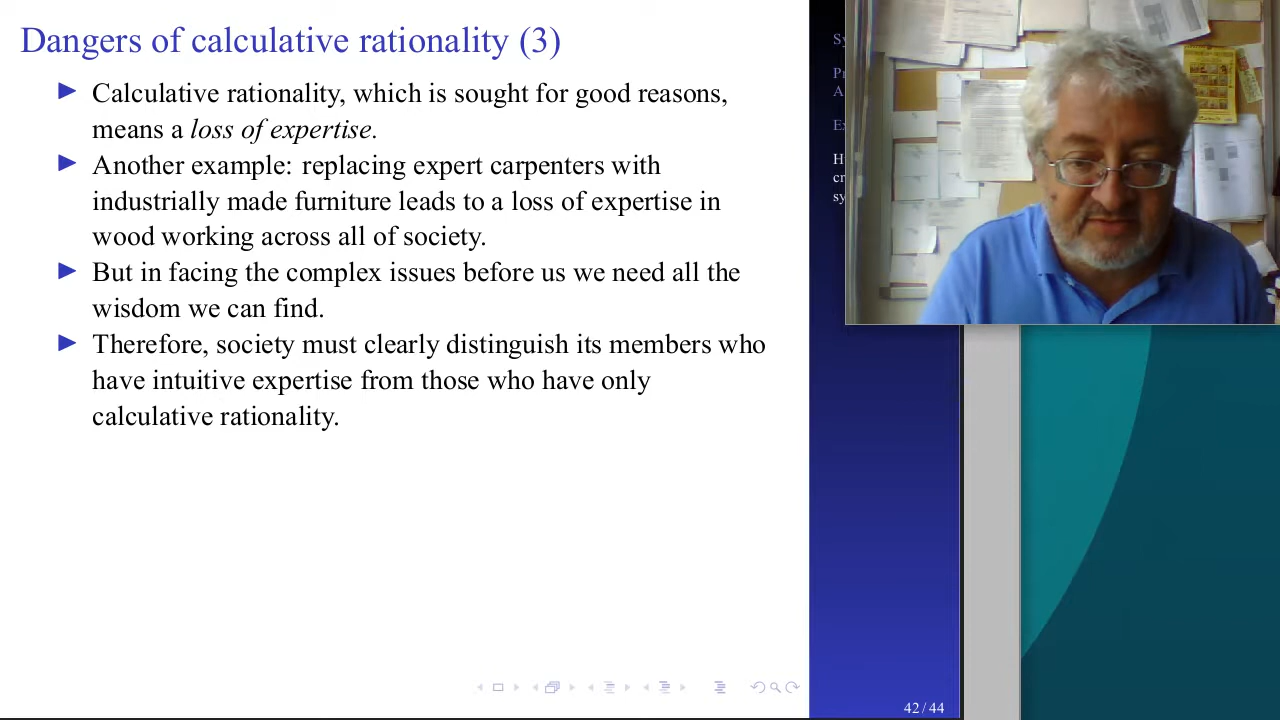 Dangers of calculative rationality (3)
Calculative rationality, which is sought for good reasons,
means a loss of expertise.
Another example: replacing expert carpenters with
industrially made furniture leads to a loss of expertise in
wood working across all of society.
But in facing the complex issues before us we need all the
wisdom we can find.
Therefore, society must clearly distinguish its members who
have intuitive expertise from those who have only
calculative rationality.
42 / 44